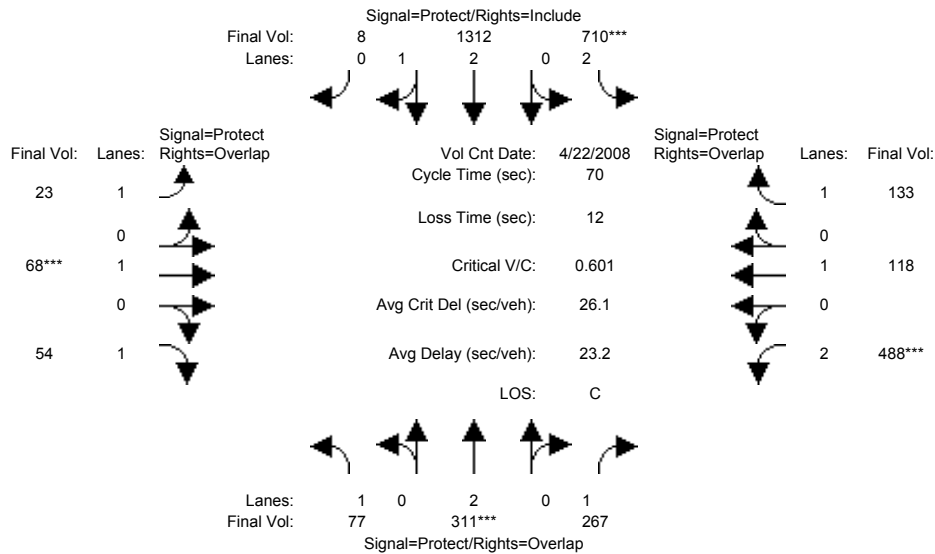 Signal=Protect/Rights=Include
Final Vol: 8 1312 710***
Lanes: 0 1 2 0 2
Signal=Protect
Final Vol: Lanes: Rights=Overlap
Vol Cnt Date: 4/22/2008
Signal=Protect
Rights=Overlap Lanes: Final Vol:
Cycle Time (sec): 70
23 1
1 133
Loss Time (sec): 12
0
0
68*** 1
Critical V/C: 0.601
1 118
0
Avg Crit Del (sec/veh): 26.1
0
54 1
Avg Delay (sec/veh): 23.2
2 488***
LOS: C
Lanes: 1 0 2 0 1
Final Vol: 77 311*** 267
Signal=Protect/Rights=Overlap